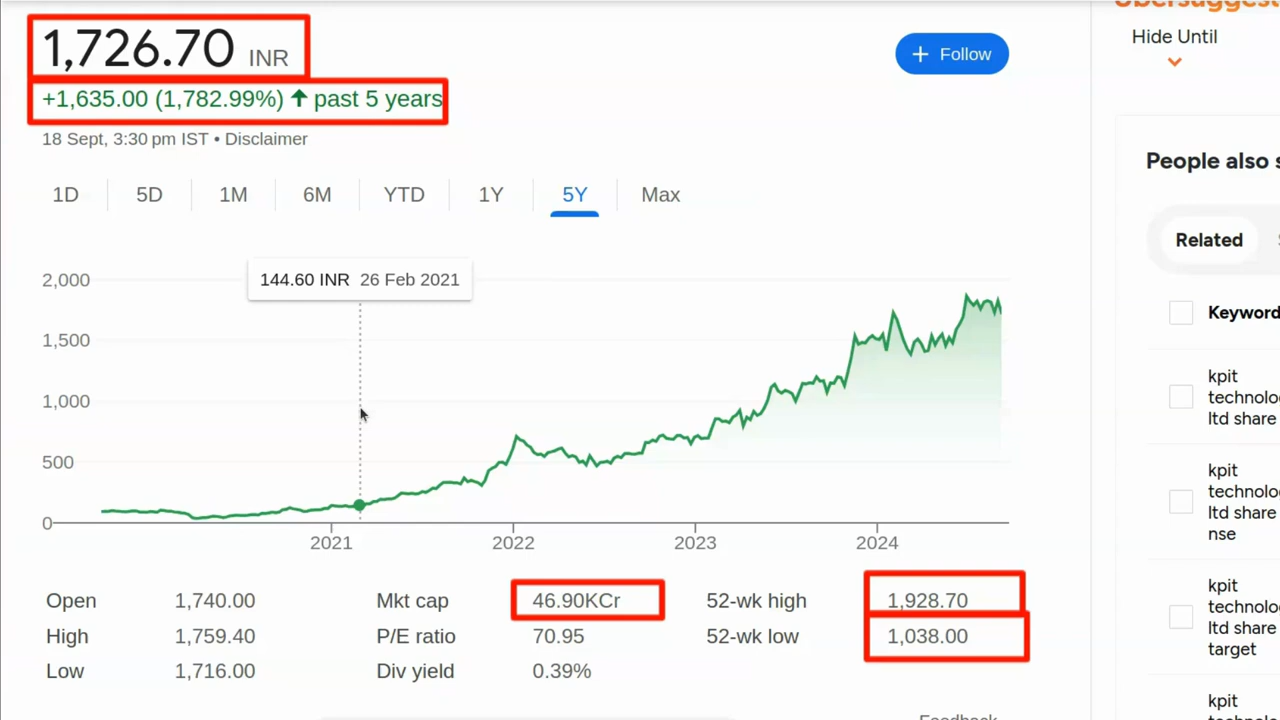 Ubersuggest
1,726.70 INR
+ Follow
Hide Until
+1,635.00 (1,782.99%) ↑ past 5 years
18 Sept, 3:30 pm IST • Disclaimer
People also
1D 5D 1M 6M YTD 1Y 5Y Max
Related
144.60 INR 26 Feb 2021
2,000
1,500
1,000
500
0
2021 2022 2023 2024
Keyword
kpit
technolo
ltd share
kpit
technolo
ltd share
nse
kpit
technolo
ltd share
target
kpit
Open 1,740.00 Mkt cap 46.90KCr 52-wk high 1,928.70
High 1,759.40 P/E ratio 70.95 52-wk low 1,038.00
Low 1,716.00 Div yield 0.39%
Feedback